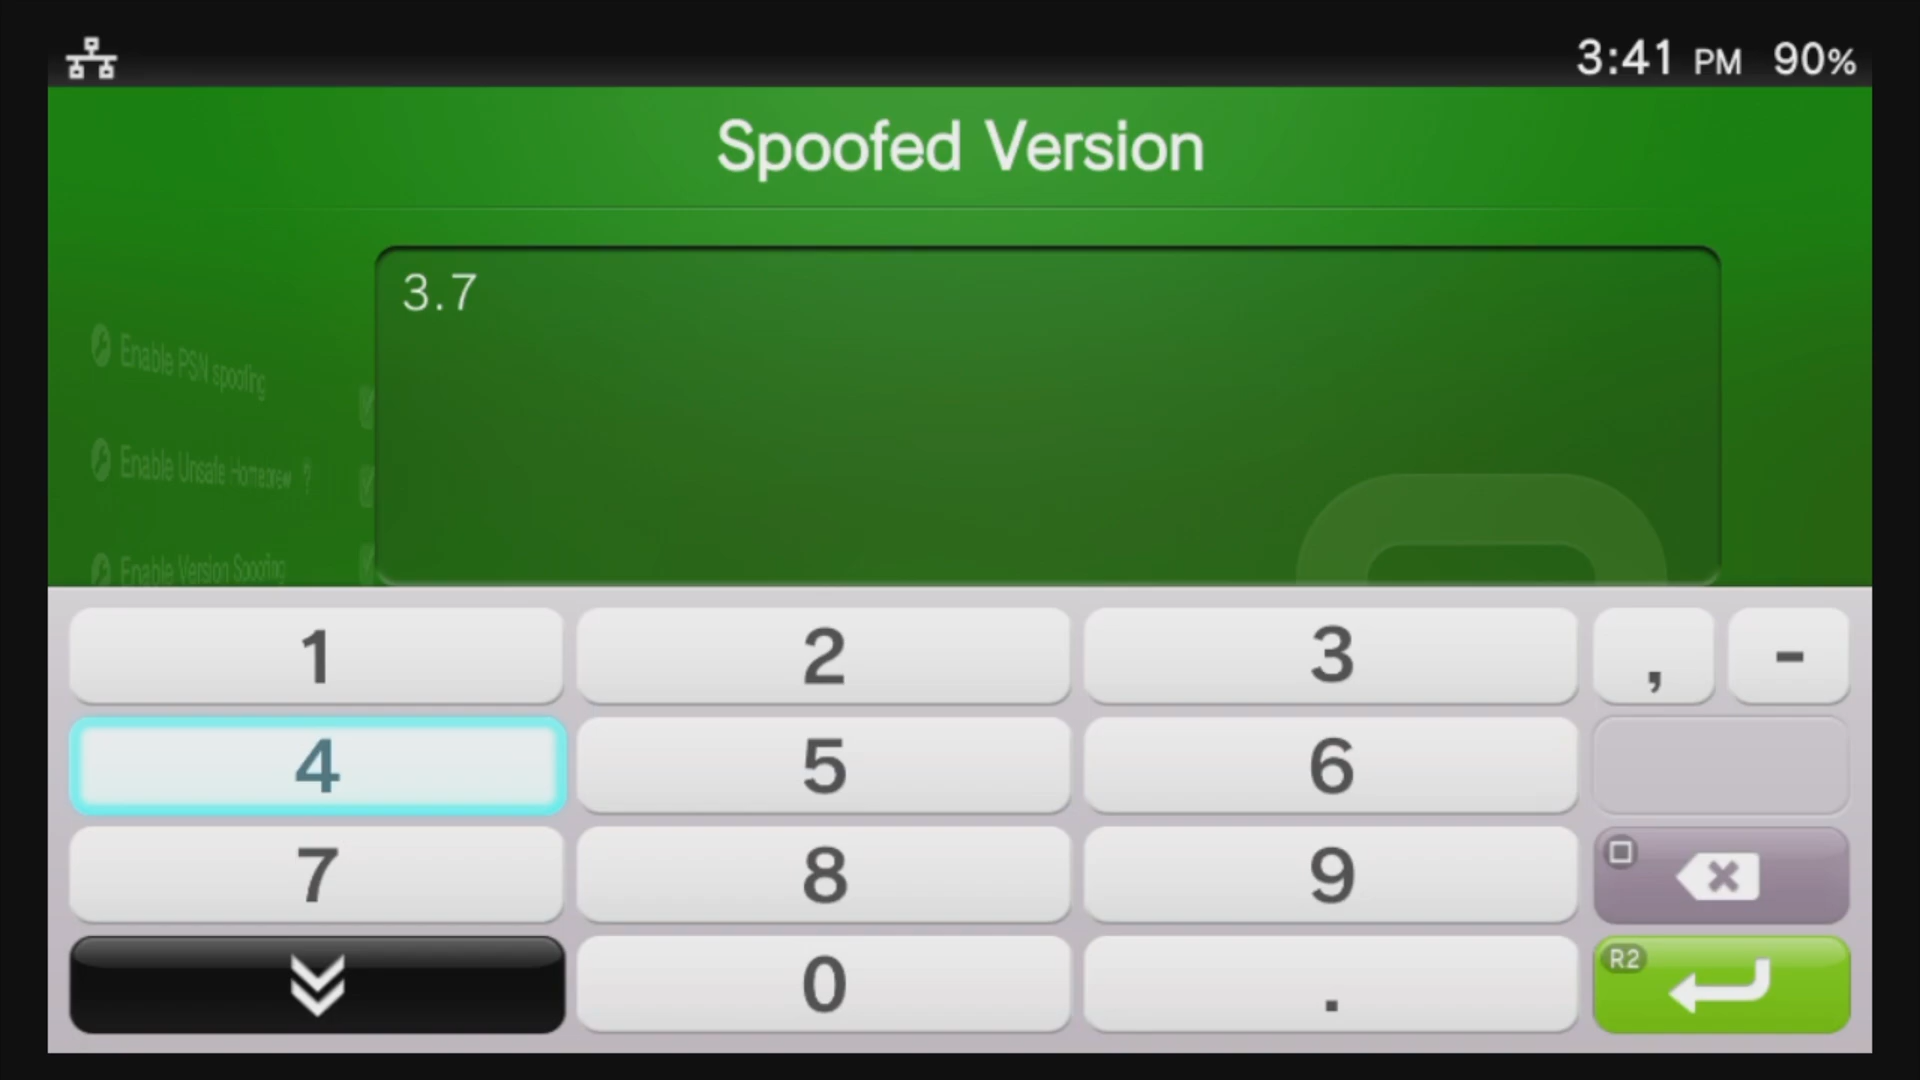 3:41 PM 90%
Spoofed Version
3.7
Enable PSN spoofing
Enable Unsafe Homebrew ?
Enable Version Spoofing
1 2 3 , -
4 5 6
7 8 9
0 .
R2